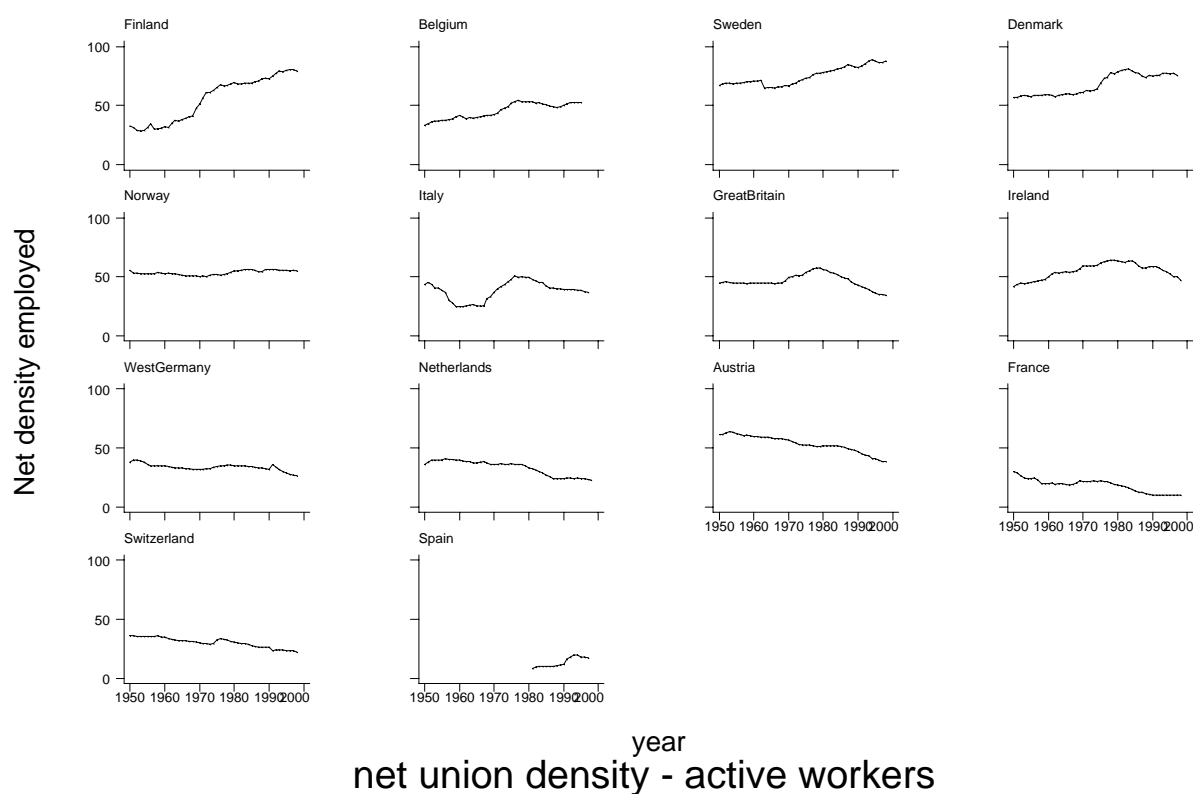 Finland
Belgium
Sweden
Denmark
100
50
0
Norway
Italy
GreatBritain
Ireland
100
50
0
WestGermany
Netherlands
Austria
France
100
50
0
1950 1960 1970 1980 1990 2000
1950 1960 1970 1980 1990 2000
Switzerland
Spain
100
50
0
1950 1960 1970 1980 1990 2000
1950 1960 1970 1980 1990 2000
Net density employed
year
net union density - active workers